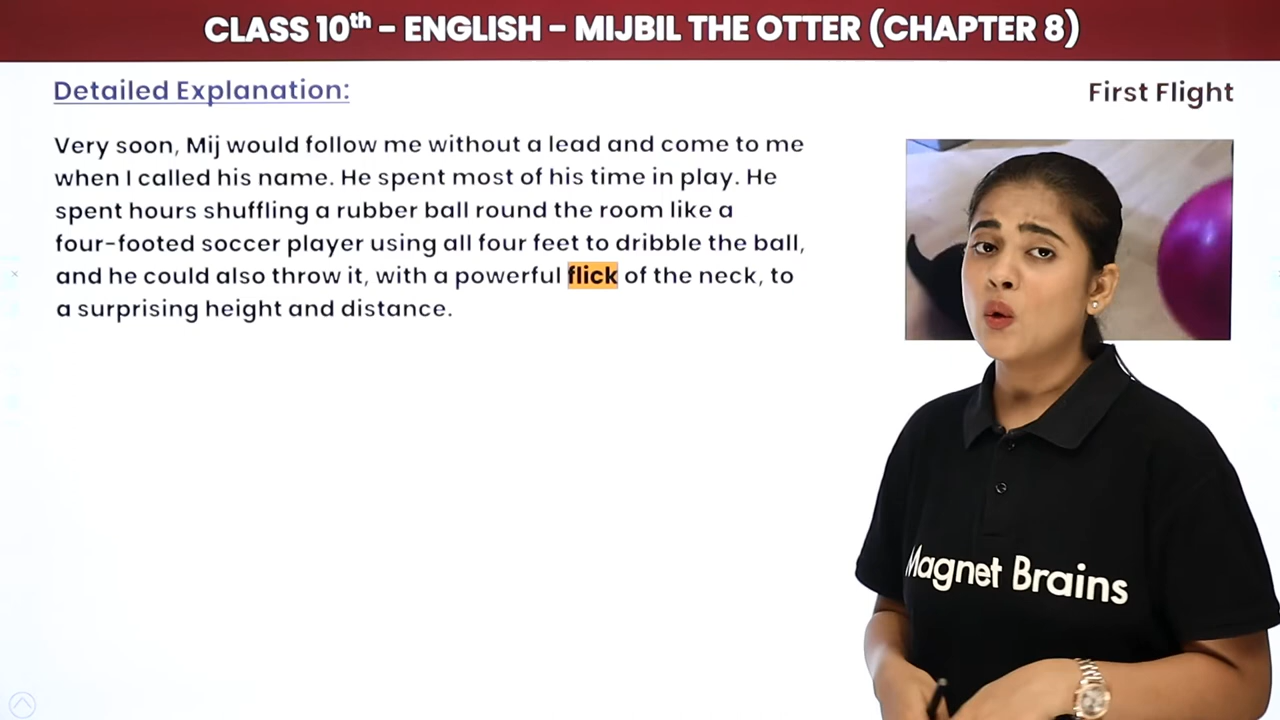 CLASS 10th - ENGLISH - MIJBIL THE OTTER (CHAPTER 8)
Detailed Explanation:
First Flight
Very soon, Mij would follow me without a lead and come to me
when I called his name. He spent most of his time in play. He
spent hours shuffling a rubber ball round the room like a
four-footed soccer player using all four feet to dribble the ball,
and he could also throw it, with a powerful flick of the neck, to
a surprising height and distance.
Magnet Brains